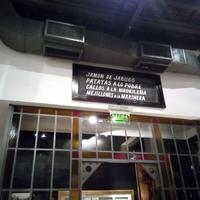 JAMON DE JABUGO
PATATAS A LO POBRE
CALLOS A LA MADRILEÑA
MEJILLONES A LA MARINERA